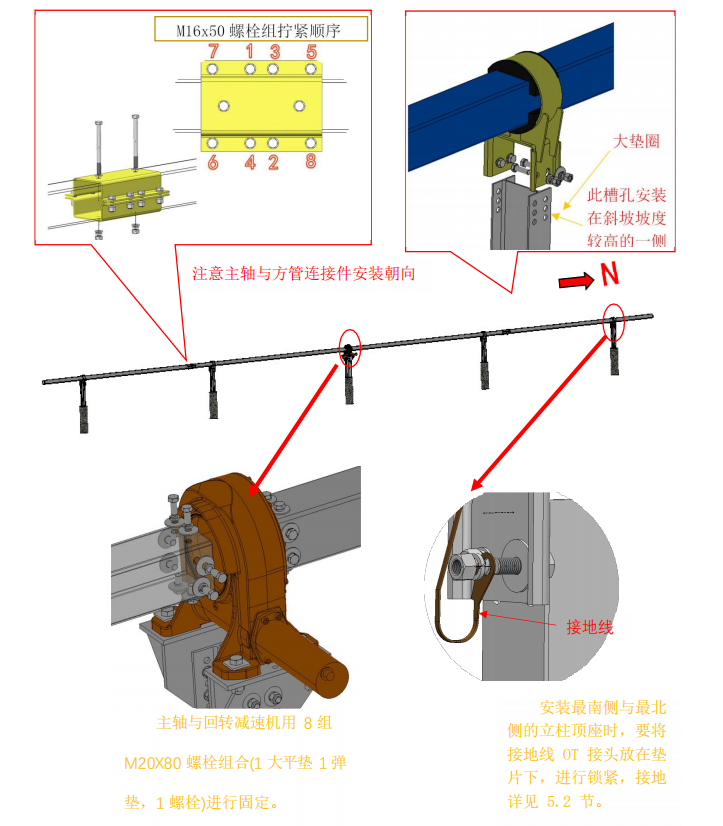 M16x50 螺栓组拧紧顺序
7 1 3 5
6 4 2 8
大垫圈
此槽孔安装
在斜坡坡度
较高的一侧
注意主轴与方管连接件安装朝向
N
接地线
主轴与回转减速机用 8 组
M20X80 螺栓组合(1 大平垫 1 弹
垫，1 螺栓)进行固定。
安装最南侧与最北
侧的立柱顶座时，要将
接地线 OT 接头放在垫
片下，进行锁紧，接地
详见 5.2 节。